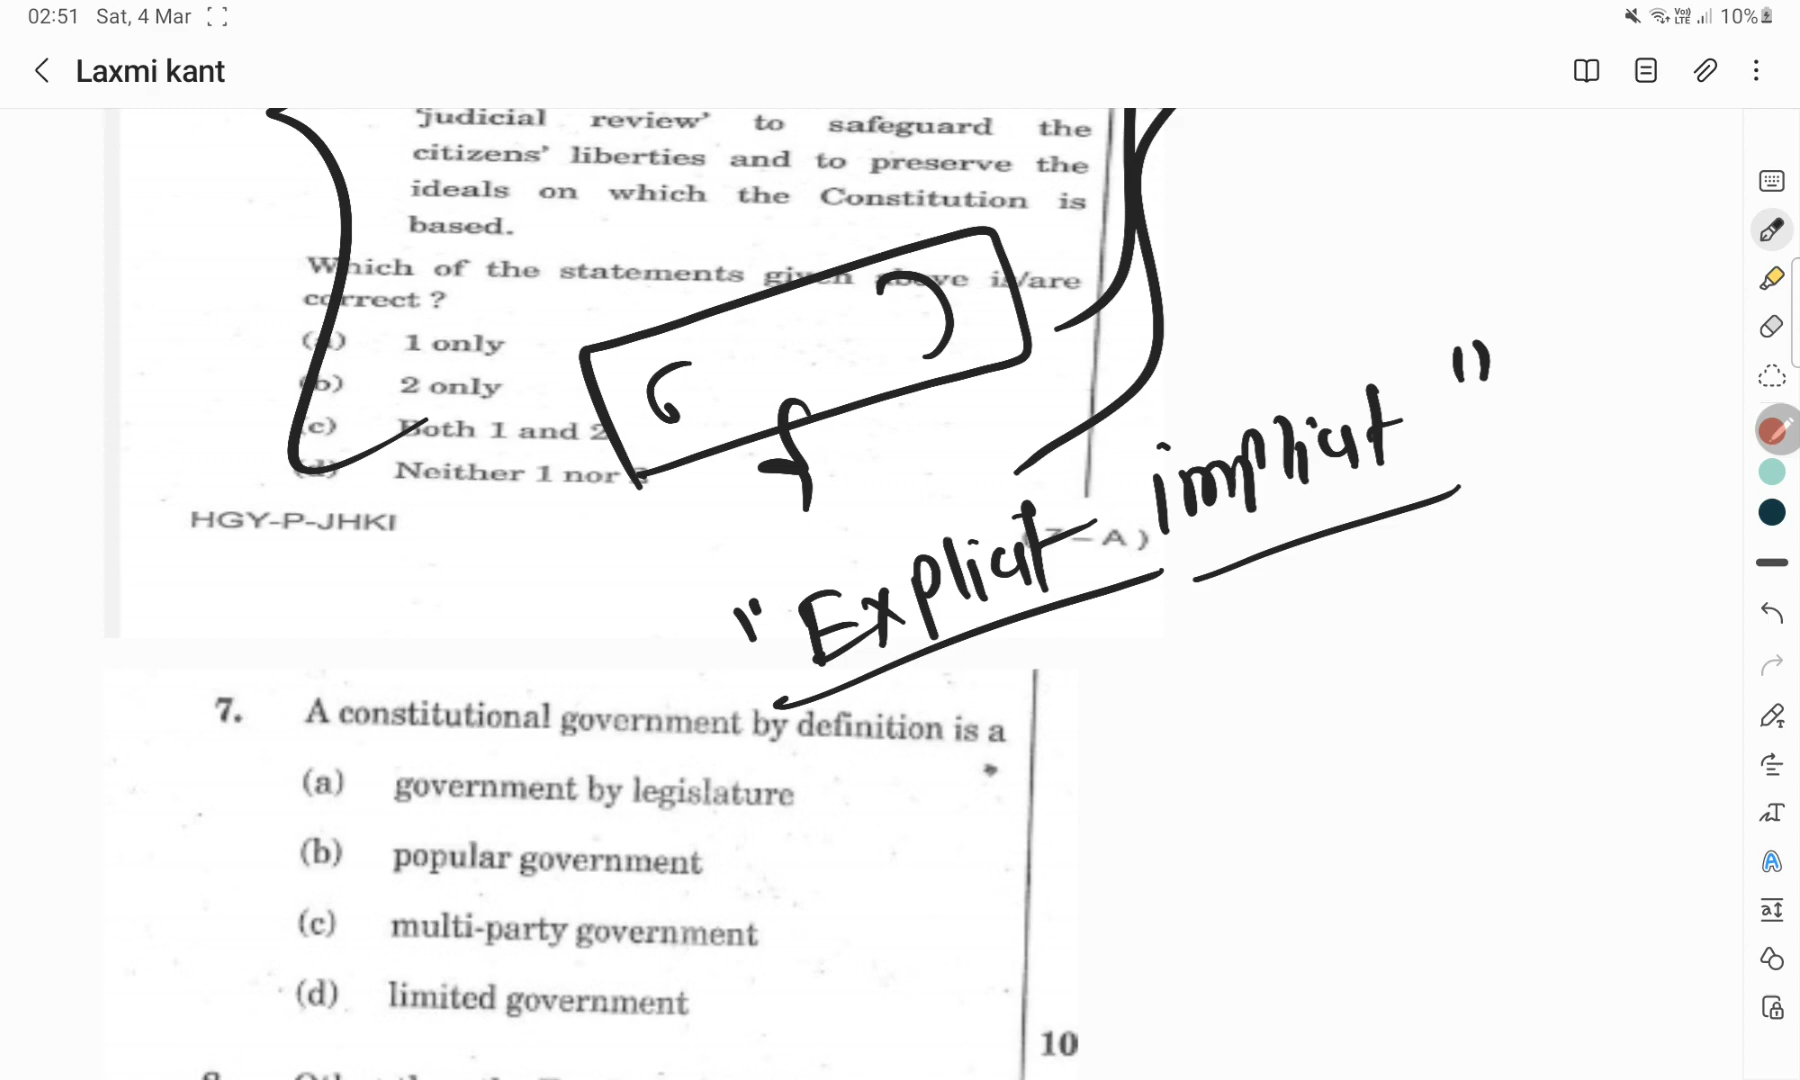 02:51 Sat, 4 Mar
Vo)) LTE 10%
Laxmi kant
'judicial review' to safeguard the
citizens' liberties and to preserve the
ideals on which the Constitution is
based.
Which of the statements given above is/are
correct ?
(a) 1 only
(b) 2 only
(c) Both 1 and 2
(d) Neither 1 nor 2
HGY-P-JHKI
– A )
"Explicit implicit"
7. A constitutional government by definition is a
(a) government by legislature
(b) popular government
(c) multi-party government
(d) limited government
10